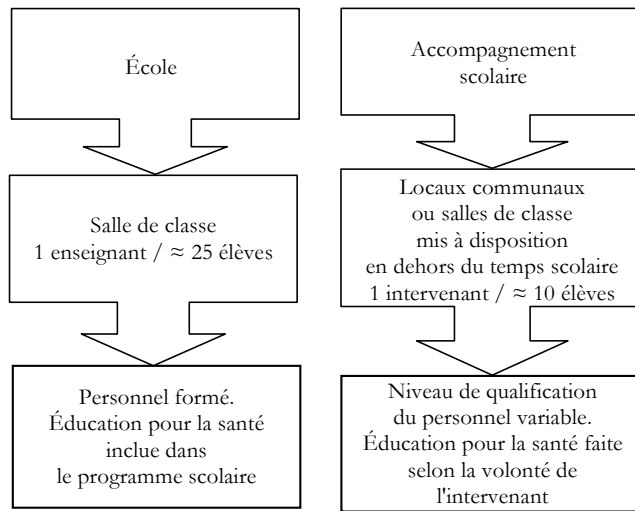 École
Salle de classe
1 enseignant / ≈ 25 élèves
Personnel formé.
Éducation pour la santé
inclue dans
le programme scolaire
Accompagnement
scolaire
Locaux communaux
ou salles de classe
mis à disposition
en dehors du temps scolaire
1 intervenant / ≈ 10 élèves
Niveau de qualification
du personnel variable.
Éducation pour la santé faite
selon la volonté de
l'intervenant